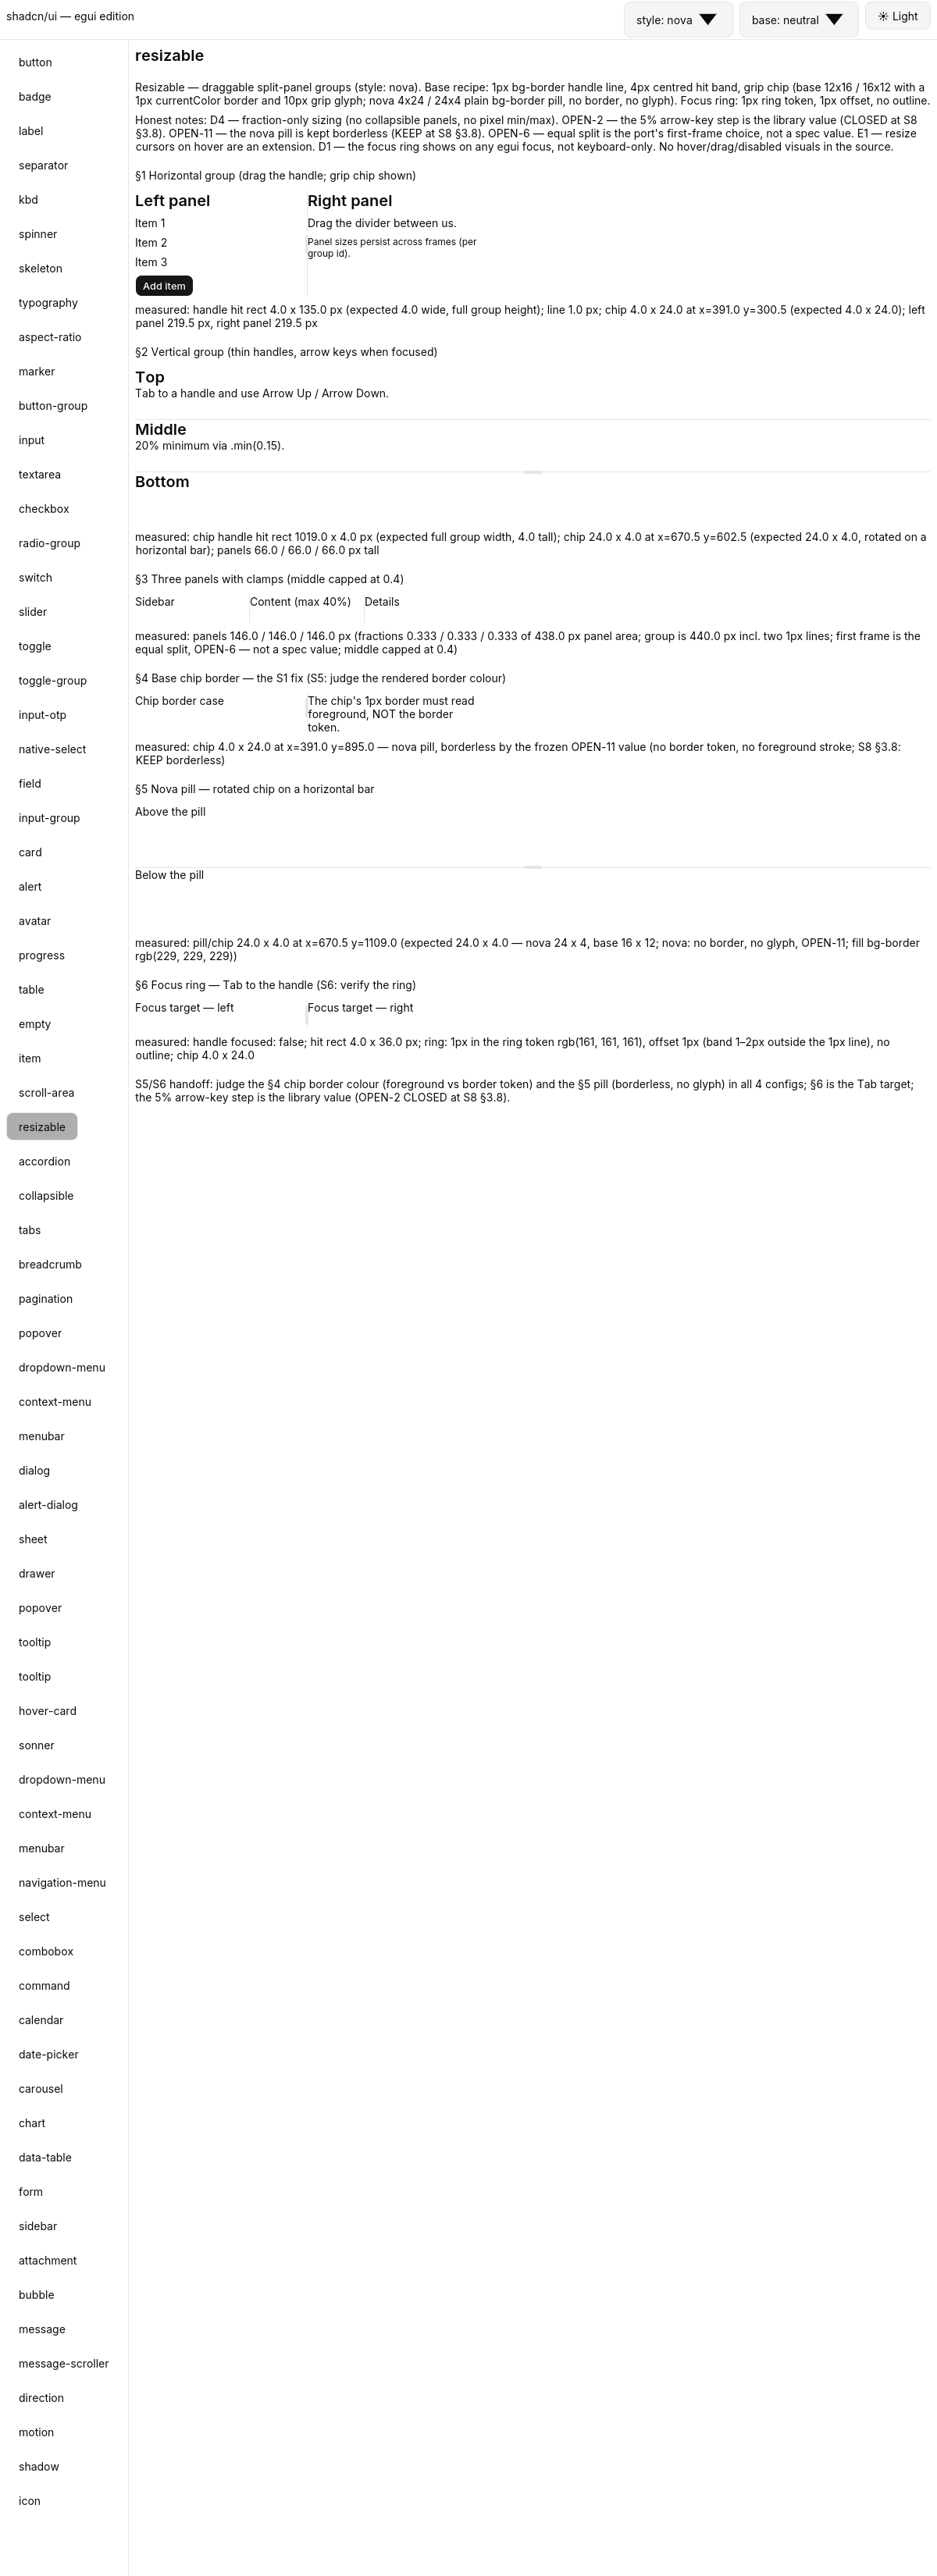 shadcn/ui — egui edition
style: nova
base: neutral
☀ Light
button
badge
label
separator
kbd
spinner
skeleton
typography
aspect-ratio
marker
button-group
input
textarea
checkbox
radio-group
switch
slider
toggle
toggle-group
input-otp
native-select
field
input-group
card
alert
avatar
progress
table
empty
item
scroll-area
resizable
accordion
collapsible
tabs
breadcrumb
pagination
popover
dropdown-menu
context-menu
menubar
dialog
alert-dialog
sheet
drawer
popover
tooltip
tooltip
hover-card
sonner
dropdown-menu
context-menu
menubar
navigation-menu
select
combobox
command
calendar
date-picker
carousel
chart
data-table
form
sidebar
attachment
bubble
message
message-scroller
direction
motion
shadow
icon
resizable
Resizable — draggable split-panel groups (style: nova). Base recipe: 1px bg-border handle line, 4px centred hit band, grip chip (base 12x16 / 16x12 with a
1px currentColor border and 10px grip glyph; nova 4x24 / 24x4 plain bg-border pill, no border, no glyph). Focus ring: 1px ring token, 1px offset, no outline.
Honest notes: D4 — fraction-only sizing (no collapsible panels, no pixel min/max). OPEN-2 — the 5% arrow-key step is the library value (CLOSED at S8
§3.8). OPEN-11 — the nova pill is kept borderless (KEEP at S8 §3.8). OPEN-6 — equal split is the port's first-frame choice, not a spec value. E1 — resize
cursors on hover are an extension. D1 — the focus ring shows on any egui focus, not keyboard-only. No hover/drag/disabled visuals in the source.
§1 Horizontal group (drag the handle; grip chip shown)
Left panel
Item 1
Item 2
Item 3
Add item
Right panel
Drag the divider between us.
Panel sizes persist across frames (per
group id).
measured: handle hit rect 4.0 x 135.0 px (expected 4.0 wide, full group height); line 1.0 px; chip 4.0 x 24.0 at x=391.0 y=300.5 (expected 4.0 x 24.0); left
panel 219.5 px, right panel 219.5 px
§2 Vertical group (thin handles, arrow keys when focused)
Top
Tab to a handle and use Arrow Up / Arrow Down.
Middle
20% minimum via .min(0.15).
Bottom
measured: chip handle hit rect 1019.0 x 4.0 px (expected full group width, 4.0 tall); chip 24.0 x 4.0 at x=670.5 y=602.5 (expected 24.0 x 4.0, rotated on a
horizontal bar); panels 66.0 / 66.0 / 66.0 px tall
§3 Three panels with clamps (middle capped at 0.4)
Sidebar
Content (max 40%)
Details
measured: panels 146.0 / 146.0 / 146.0 px (fractions 0.333 / 0.333 / 0.333 of 438.0 px panel area; group is 440.0 px incl. two 1px lines; first frame is the
equal split, OPEN-6 — not a spec value; middle capped at 0.4)
§4 Base chip border — the S1 fix (S5: judge the rendered border colour)
Chip border case
The chip's 1px border must read
foreground, NOT the border
token.
measured: chip 4.0 x 24.0 at x=391.0 y=895.0 — nova pill, borderless by the frozen OPEN-11 value (no border token, no foreground stroke; S8 §3.8:
KEEP borderless)
§5 Nova pill — rotated chip on a horizontal bar
Above the pill
Below the pill
measured: pill/chip 24.0 x 4.0 at x=670.5 y=1109.0 (expected 24.0 x 4.0 — nova 24 x 4, base 16 x 12; nova: no border, no glyph, OPEN-11; fill bg-border
rgb(229, 229, 229))
§6 Focus ring — Tab to the handle (S6: verify the ring)
Focus target — left
Focus target — right
measured: handle focused: false; hit rect 4.0 x 36.0 px; ring: 1px in the ring token rgb(161, 161, 161), offset 1px (band 1–2px outside the 1px line), no
outline; chip 4.0 x 24.0
S5/S6 handoff: judge the §4 chip border colour (foreground vs border token) and the §5 pill (borderless, no glyph) in all 4 configs; §6 is the Tab target;
the 5% arrow-key step is the library value (OPEN-2 CLOSED at S8 §3.8).